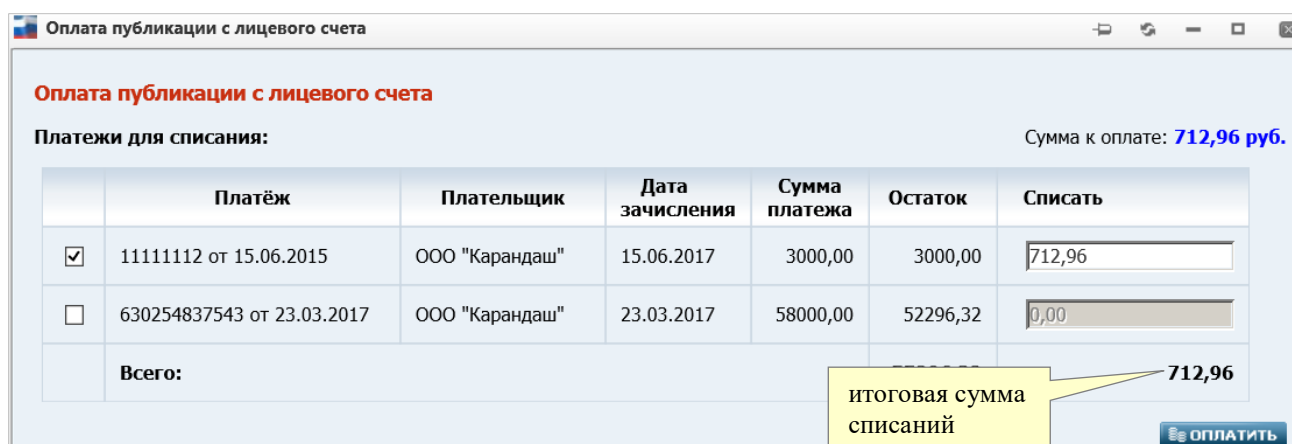 Оплата публикации с лицевого счета
Оплата публикации с лицевого счета
Платежи для списания: Сумма к оплате: 712,96 руб.
Платёж Плательщик Дата зачисления Сумма платежа Остаток Списать
11111112 от 15.06.2015 ООО "Карандаш" 15.06.2017 3000,00 3000,00 712,96
630254837543 от 23.03.2017 ООО "Карандаш" 23.03.2017 58000,00 52296,32 0,00
Всего: 712,96
итоговая сумма
списаний
ОПЛАТИТЬ